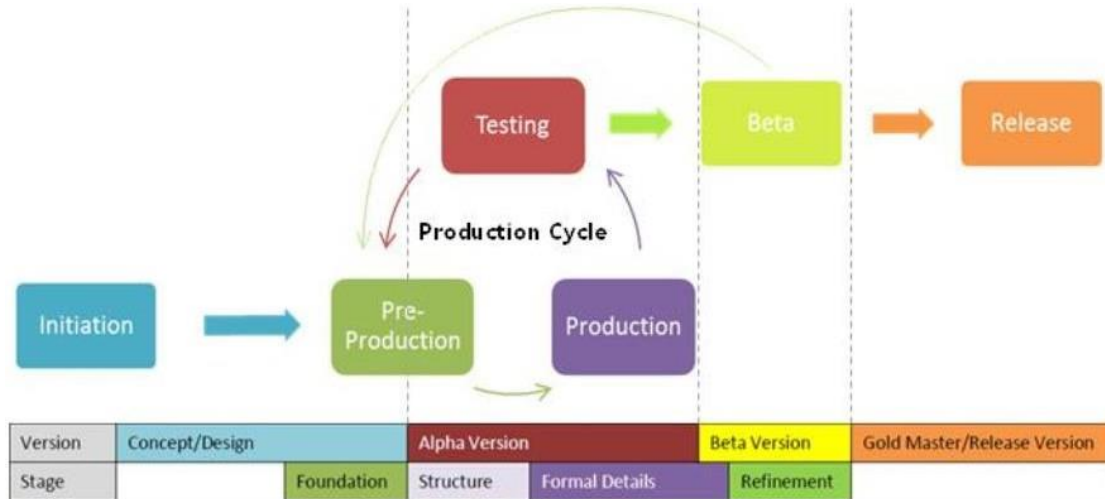 Testing
Beta
Release
Production Cycle
Initiation
Pre-
Production
Production
Version
Concept/Design
Alpha Version
Beta Version
Gold Master/Release Version
Stage
Foundation
Structure
Formal Details
Refinement